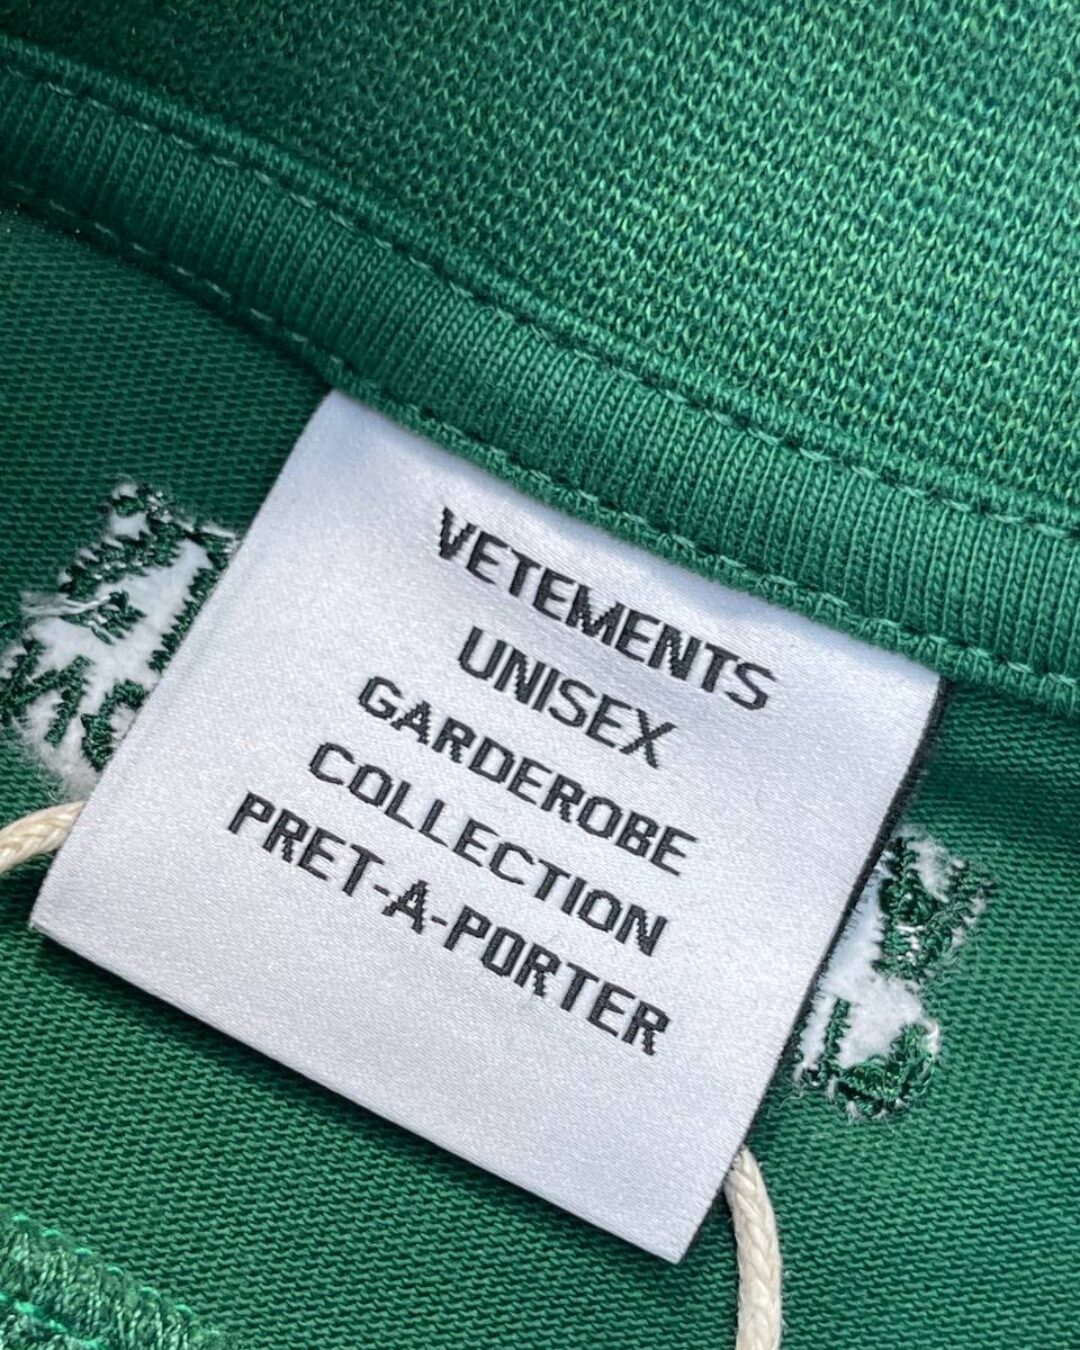 VETEMENTS
UNISEX
GARDEROBE
COLLECTION
PRET-A-PORTER